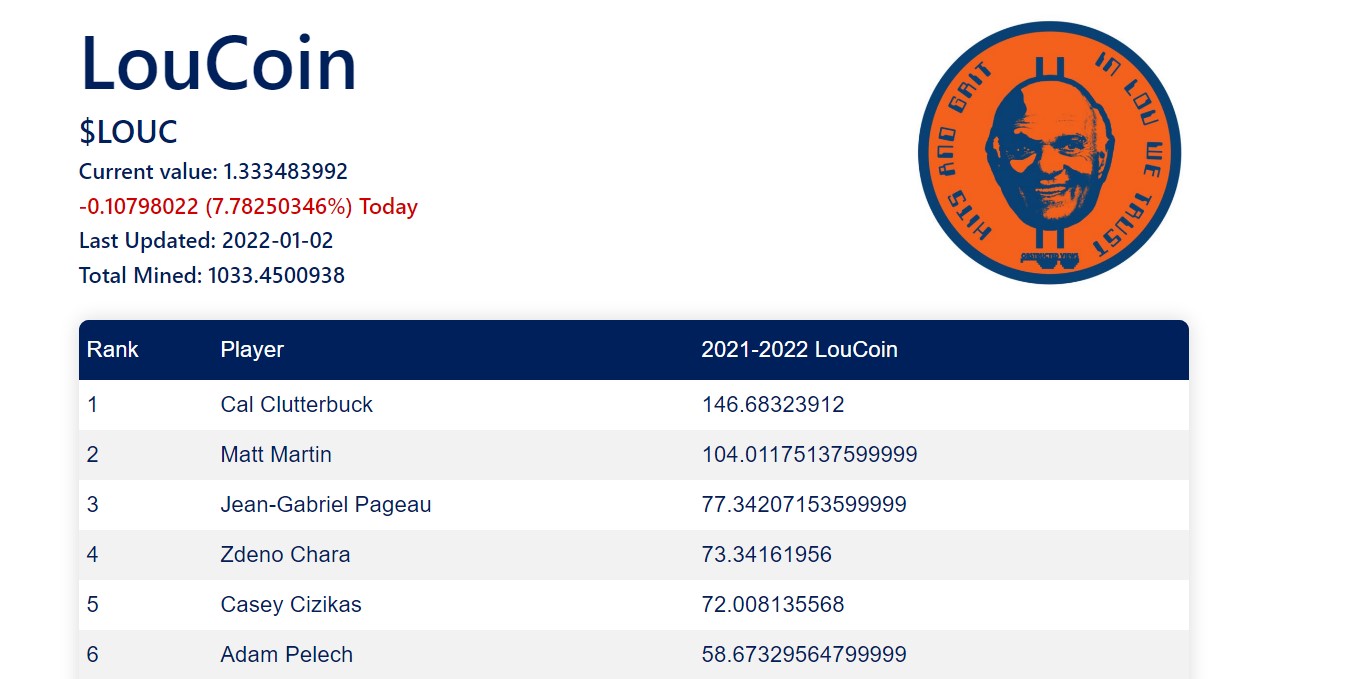 LouCoin
$LOUC
Current value: 1.333483992
-0.10798022 (7.78250346%) Today
Last Updated: 2022-01-02
Total Mined: 1033.4500938
HITS AND GRIT
IN LOU WE TRUST
Rank Player 2021-2022 LouCoin
1 Cal Clutterbuck 146.68323912
2 Matt Martin 104.01175137599999
3 Jean-Gabriel Pageau 77.34207153599999
4 Zdeno Chara 73.34161956
5 Casey Cizikas 72.008135568
6 Adam Pelech 58.67329564799999